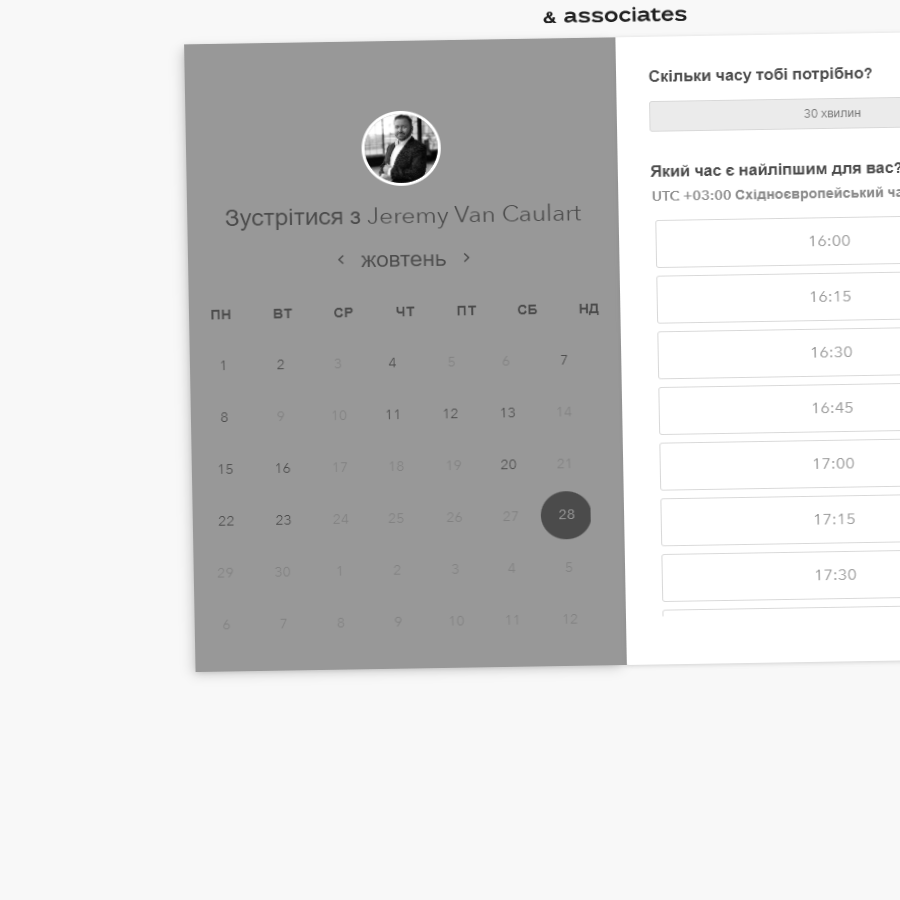 & associates
Зустрітися з Jeremy Van Caulart
‹ жовтень ›
ПН ВТ СР ЧТ ПТ СБ НД
1 2 3 4 5 6 7
8 9 10 11 12 13 14
15 16 17 18 19 20 21
22 23 24 25 26 27 28
29 30 1 2 3 4 5
6 7 8 9 10 11 12
Скільки часу тобі потрібно?
30 хвилин
Який час є найліпшим для вас?
UTC +03:00 Східноєвропейський ча
16:00
16:15
16:30
16:45
17:00
17:15
17:30